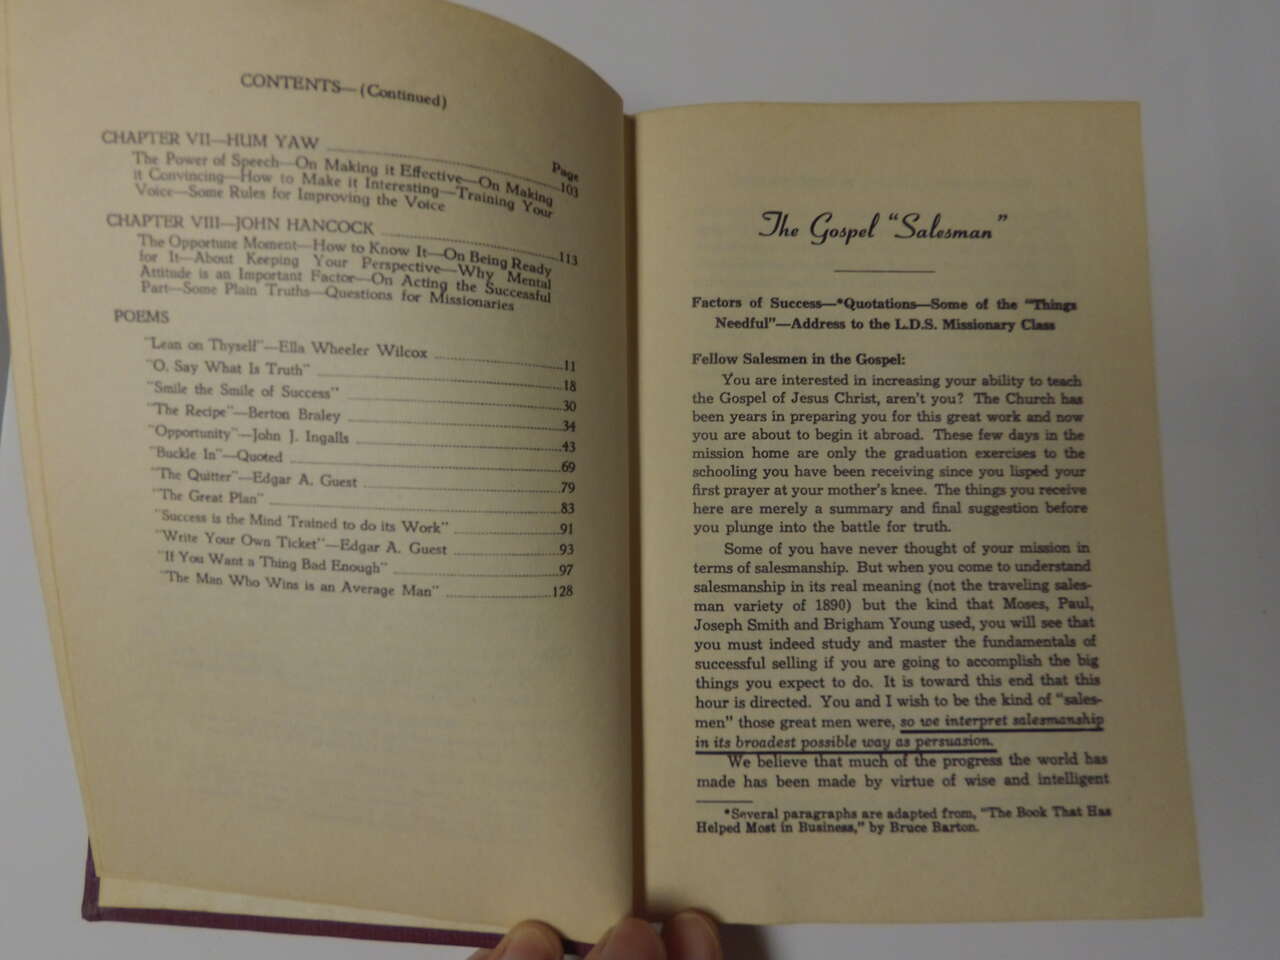 CONTENTS—(Continued)
Page
CHAPTER VII—HUM YAW 103
The Power of Speech—On Making it Effective—On Making
it Convincing—How to Make it Interesting—Training Your
Voice—Some Rules for Improving the Voice
CHAPTER VIII—JOHN HANCOCK 113
The Opportune Moment—How to Know It—On Being Ready
for It—About Keeping Your Perspective—Why Mental
Attitude is an Important Factor—On Acting the Successful
Part—Some Plain Truths—Questions for Missionaries
POEMS
"Lean on Thyself"—Ella Wheeler Wilcox 11
"O, Say What Is Truth" 18
"Smile the Smile of Success" 30
"The Recipe"—Berton Braley 34
"Opportunity"—John J. Ingalls 43
"Buckle In"—Quoted 69
"The Quitter"—Edgar A. Guest 79
"The Great Plan" 83
"Success is the Mind Trained to do its Work" 91
"Write Your Own Ticket"—Edgar A. Guest 93
"If You Want a Thing Bad Enough" 97
"The Man Who Wins is an Average Man" 128
The Gospel "Salesman"
Factors of Success—*Quotations—Some of the "Things
Needful"—Address to the L.D.S. Missionary Class
Fellow Salesmen in the Gospel:
You are interested in increasing your ability to teach
the Gospel of Jesus Christ, aren't you? The Church has
been years in preparing you for this great work and now
you are about to begin it abroad. These few days in the
mission home are only the graduation exercises to the
schooling you have been receiving since you lisped your
first prayer at your mother's knee. The things you receive
here are merely a summary and final suggestion before
you plunge into the battle for truth.
Some of you have never thought of your mission in
terms of salesmanship. But when you come to understand
salesmanship in its real meaning (not the traveling sales-
man variety of 1890) but the kind that Moses, Paul,
Joseph Smith and Brigham Young used, you will see that
you must indeed study and master the fundamentals of
successful selling if you are going to accomplish the big
things you expect to do. It is toward this end that this
hour is directed. You and I wish to be the kind of "sales-
men" those great men were, so we interpret salesmanship
in its broadest possible way as persuasion.
We believe that much of the progress the world has
made has been made by virtue of wise and intelligent
*Several paragraphs are adapted from, "The Book That Has
Helped Most in Business," by Bruce Barton.